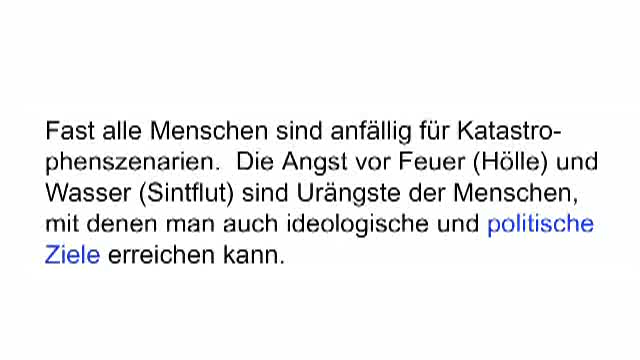 Fast alle Menschen sind anfällig für Katastro-
phenszenarien. Die Angst vor Feuer (Hölle) und
Wasser (Sintflut) sind Urängste der Menschen,
mit denen man auch ideologische und politische
Ziele erreichen kann.